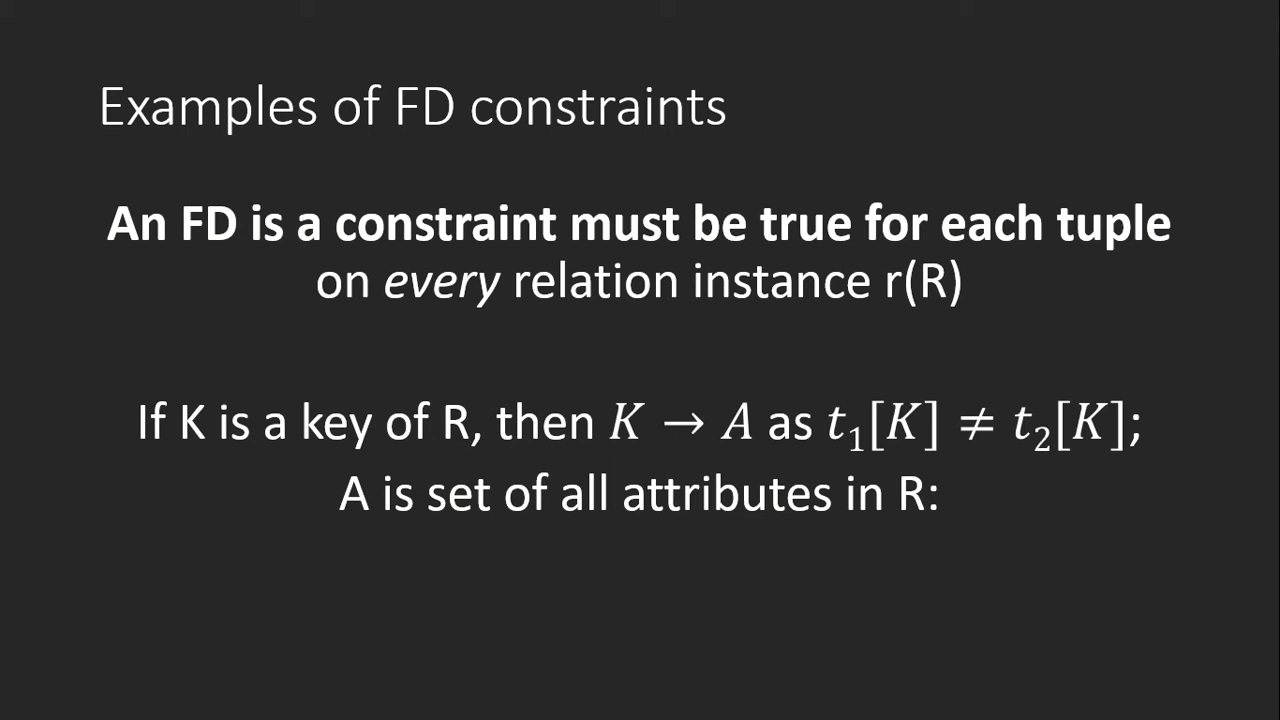 Examples of FD constraints
An FD is a constraint must be true for each tuple
on every relation instance r(R)
If K is a key of R, then K → A as t₁[K] ≠ t₂[K];
A is set of all attributes in R: